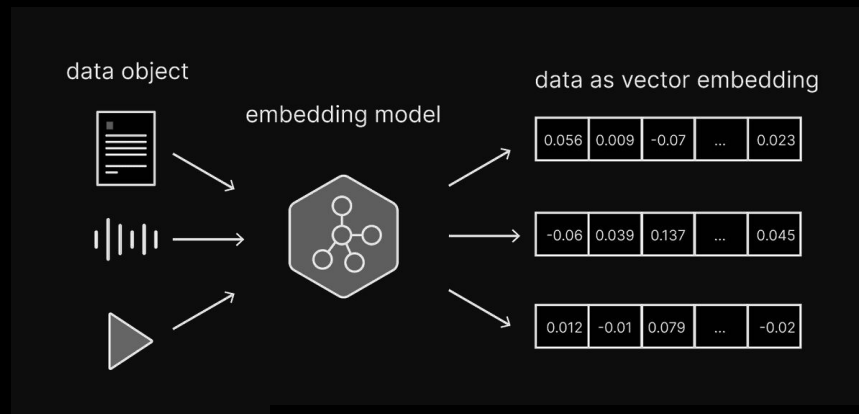 data object
embedding model
data as vector embedding
0.056 0.009 -0.07 ... 0.023
-0.06 0.039 0.137 ... 0.045
0.012 -0.01 0.079 ... -0.02